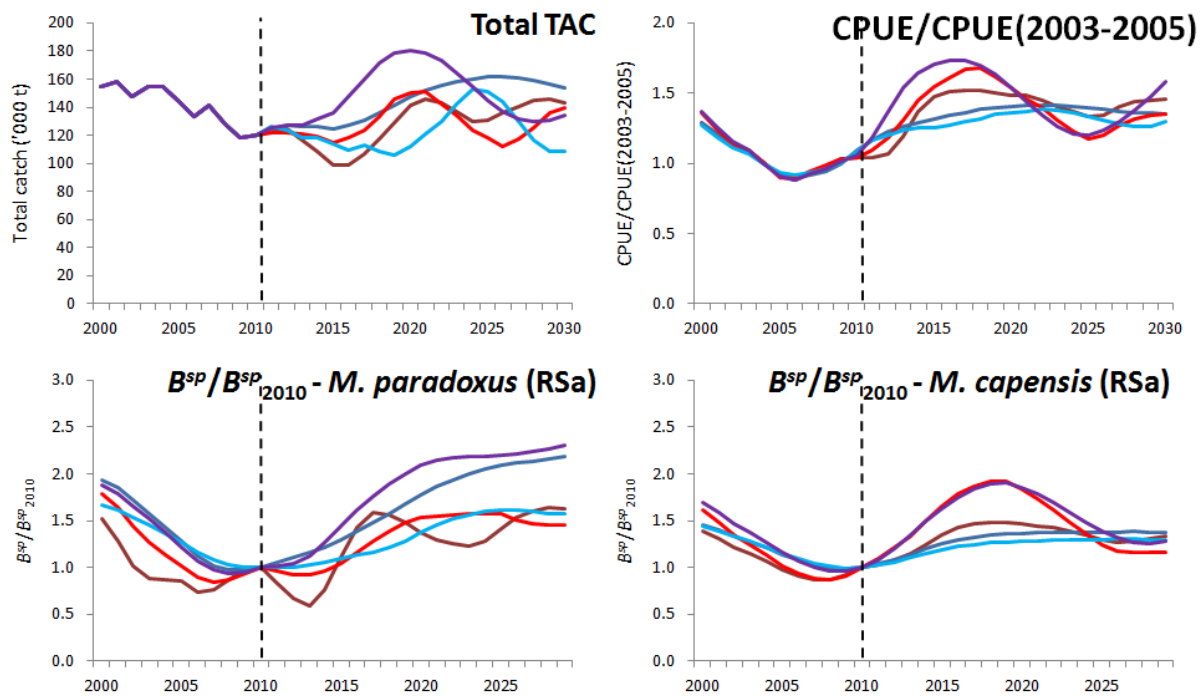 Total TAC
Total catch ('000 t)
200
180
160
140
120
100
80
60
40
20
0
2000 2005 2010 2015 2020 2025 2030
CPUE/CPUE(2003-2005)
CPUE/CPUE(2003-2005)
2.0
1.5
1.0
0.5
0.0
2000 2005 2010 2015 2020 2025 2030
Bsp/Bsp2010 - M. paradoxus (RSa)
Bsp/Bsp2010
3.0
2.5
2.0
1.5
1.0
0.5
0.0
2000 2005 2010 2015 2020 2025
Bsp/Bsp2010 - M. capensis (RSa)
Bsp/Bsp2010
3.0
2.5
2.0
1.5
1.0
0.5
0.0
2000 2005 2010 2015 2020 2025